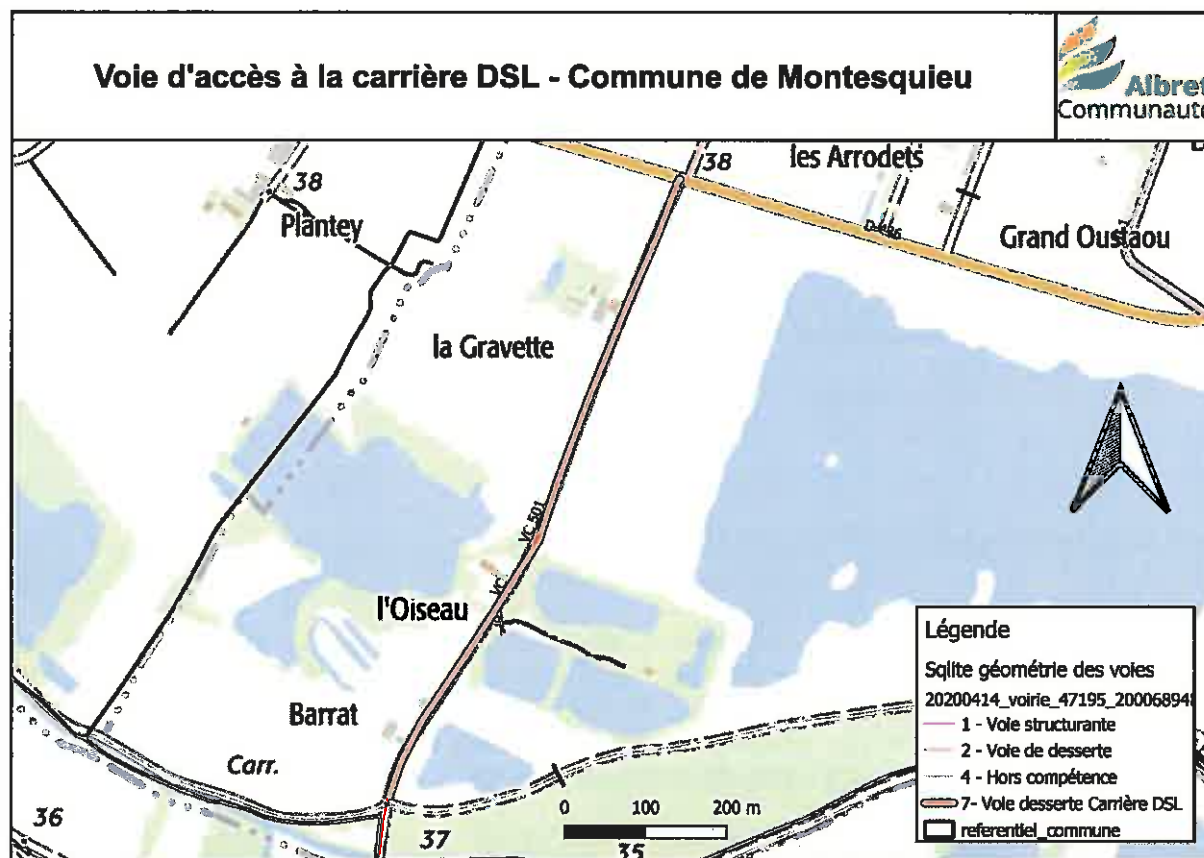 Voie d'accès à la carrière DSL - Commune de Montesquieu
Albret
Communauté
38
38
les Arrodets
Plantey
Grand Oustaou
la Gravette
VC 501
VC
l'Oiseau
Barrat
Carr.
36
37
35
0 100 200 m
Légende
Sqlite géométrie des voies
20200414_voirie_47195_200068948
1 - Voie structurante
2 - Voie de desserte
4 - Hors compétence
7- Voie desserte Carrière DSL
referentiel_commune